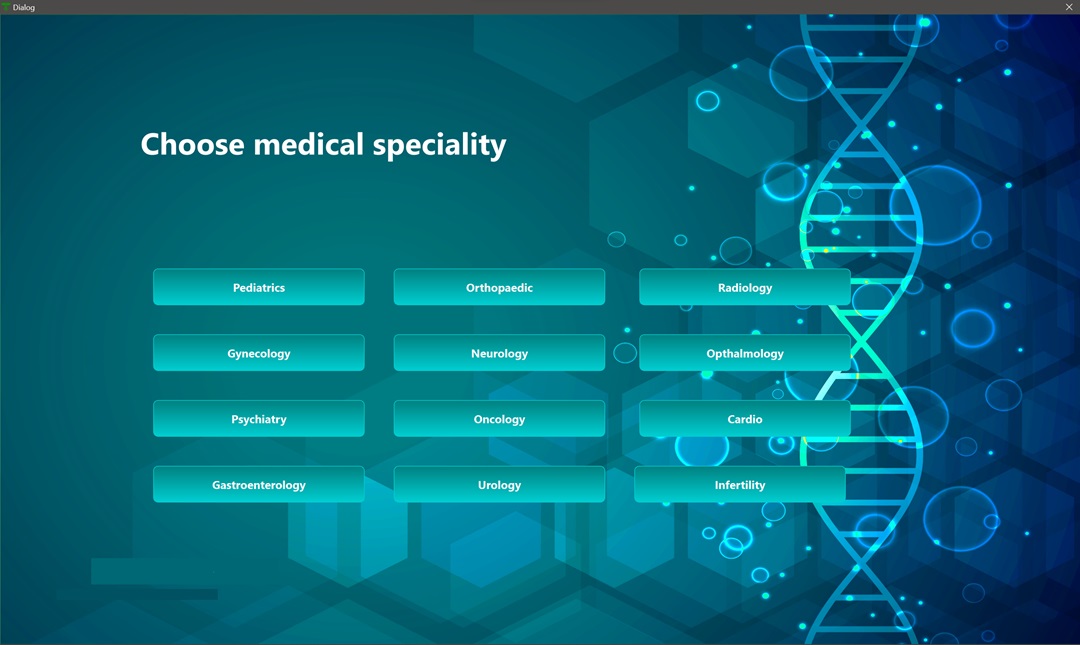 Dialog
Choose medical speciality
Pediatrics
Orthopaedic
Radiology
Gynecology
Neurology
Opthalmology
Psychiatry
Oncology
Cardio
Gastroenterology
Urology
Infertility